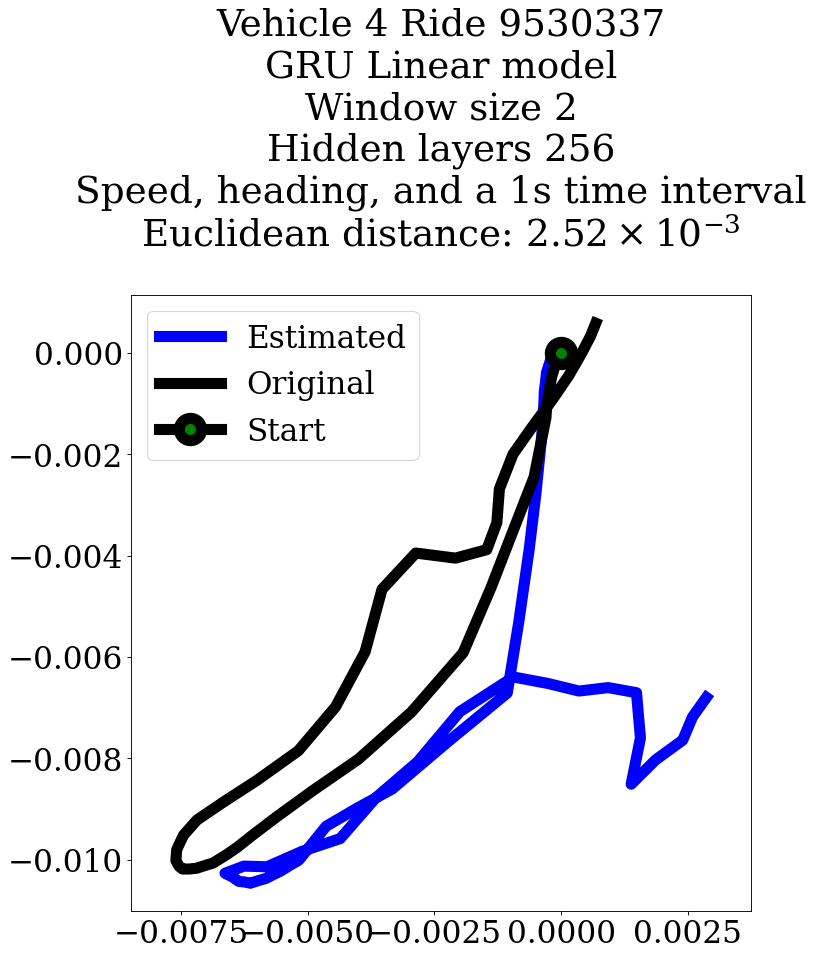 Vehicle 4 Ride 9530337
GRU Linear model
Window size 2
Hidden layers 256
Speed, heading, and a 1s time interval
Euclidean distance: 2.52 × 10⁻³
Estimated
Original
Start
0.000
−0.002
−0.004
−0.006
−0.008
−0.010
−0.0075 −0.0050 −0.0025 0.0000 0.0025